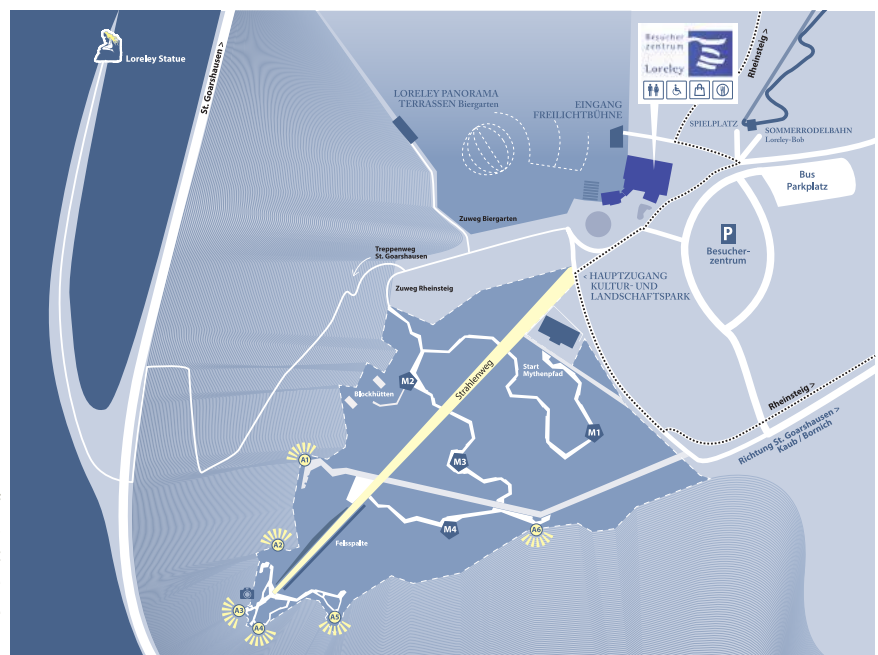 Loreley Statue
St. Goarshausen >
LORELEY PANORAMA
TERRASSEN Biergarten
EINGANG
FREILICHTBÜHNE
Besucher
zentrum
Loreley
Rheinsteig >
SPIELPLATZ
SOMMERRODELBAHN
Loreley-Bob
Bus
Parkplatz
P
Besucher-
zentrum
Zuweg Biergarten
Treppenweg
St. Goarshausen
Zuweg Rheinsteig
< HAUPTZUGANG
KULTUR- UND
LANDSCHAFTSPARK
Strahlenweg
Start
Mythenpfad
M2
Blockhütten
M1
Rheinsteig >
Richtung St. Goarshausen >
Kaub / Bornich
A1
M3
M4
A6
A2
Felsspalte
A3
A4
A5